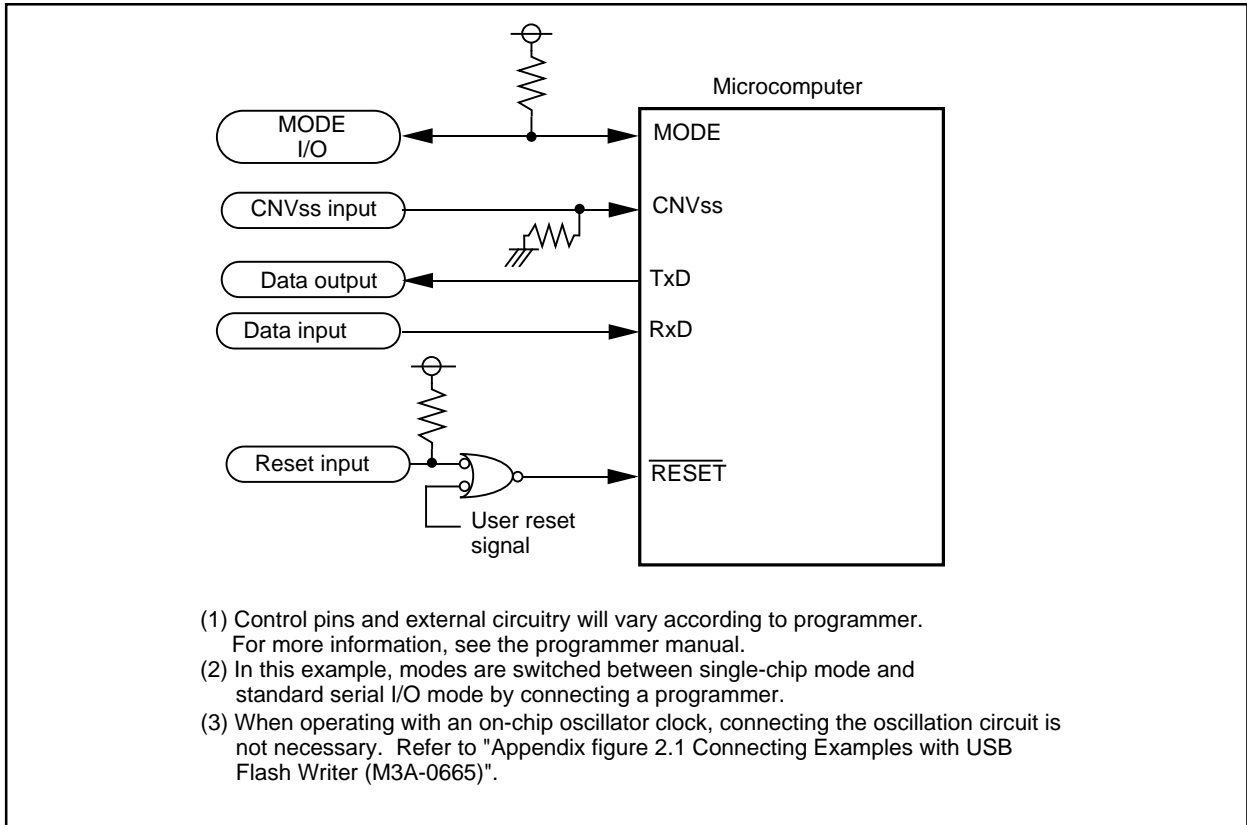 Microcomputer
MODE
I/O
MODE
CNVss input
CNVss
Data output
TxD
Data input
RxD
Reset input
RESET
User reset
signal
(1) Control pins and external circuitry will vary according to programmer.
For more information, see the programmer manual.
(2) In this example, modes are switched between single-chip mode and
standard serial I/O mode by connecting a programmer.
(3) When operating with an on-chip oscillator clock, connecting the oscillation circuit is
not necessary. Refer to "Appendix figure 2.1 Connecting Examples with USB
Flash Writer (M3A-0665)".